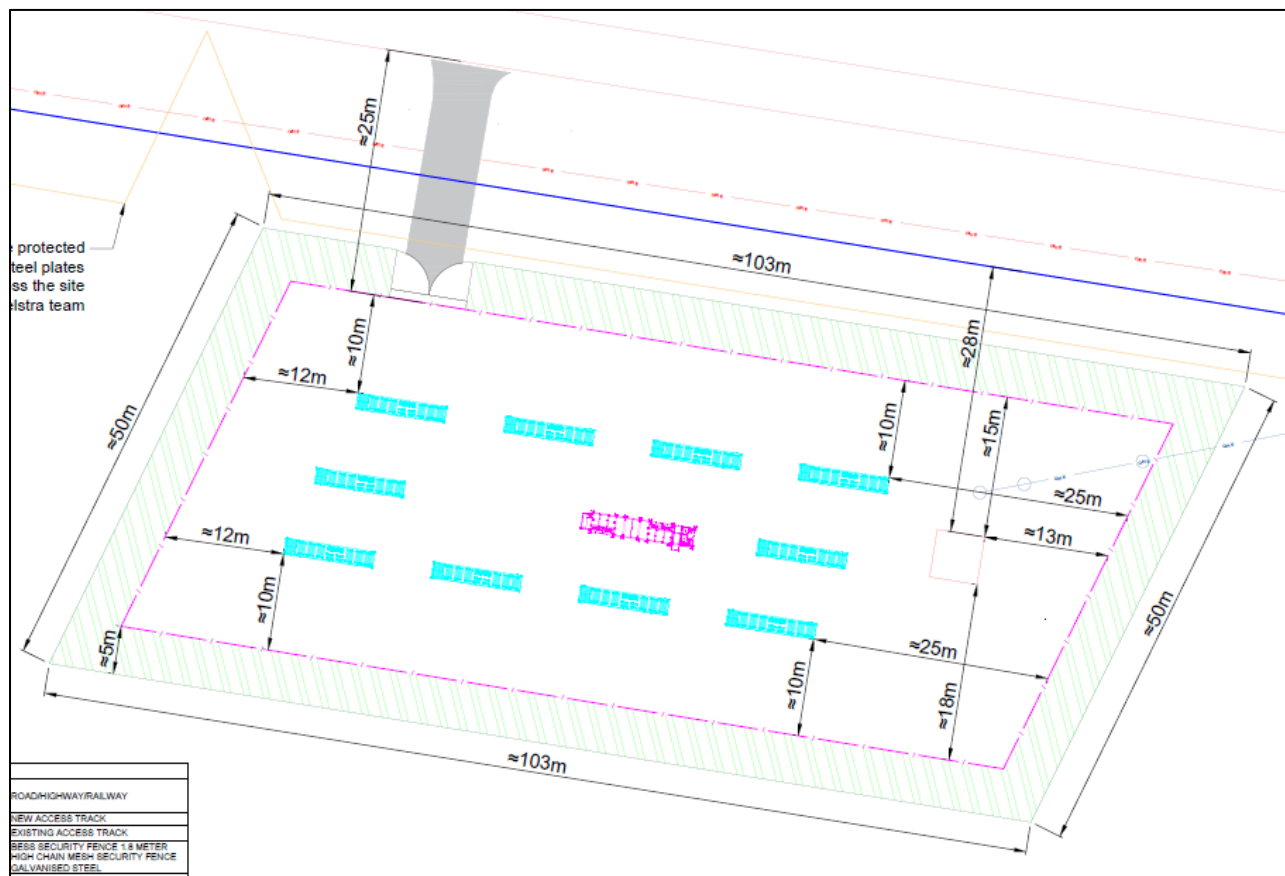 ≈25m
≈103m
e protected
teel plates
ss the site
elstra team
≈28m
≈10m
≈12m
≈50m
≈10m
≈15m
≈25m
≈12m
≈13m
≈10m
≈5m
≈50m
≈25m
≈10m
≈18m
≈103m
ROAD/HIGHWAY/RAILWAY
NEW ACCESS TRACK
EXISTING ACCESS TRACK
BESS SECURITY FENCE 1.8 METER
HIGH CHAIN MESH SECURITY FENCE
GALVANISED STEEL